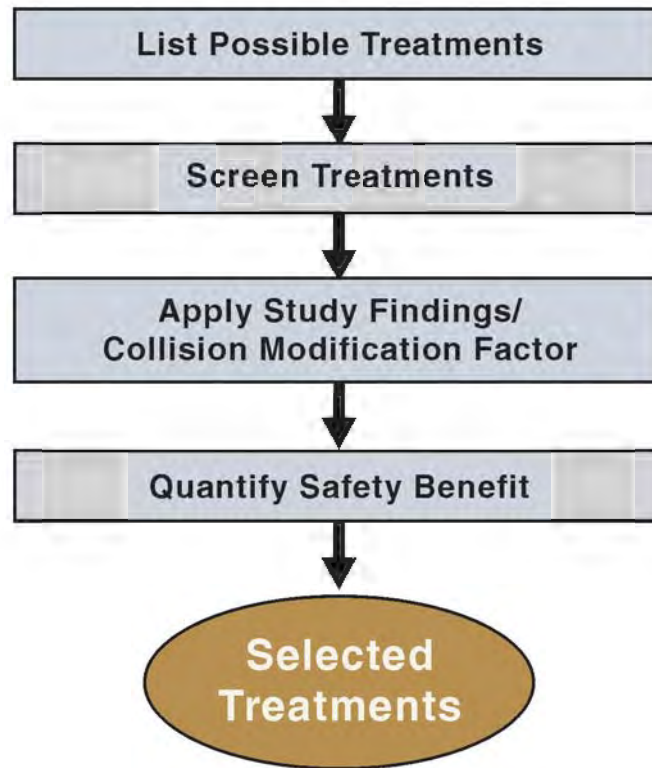 List Possible Treatments
Screen Treatments
Apply Study Findings/
Collision Modification Factor
Quantify Safety Benefit
Selected
Treatments